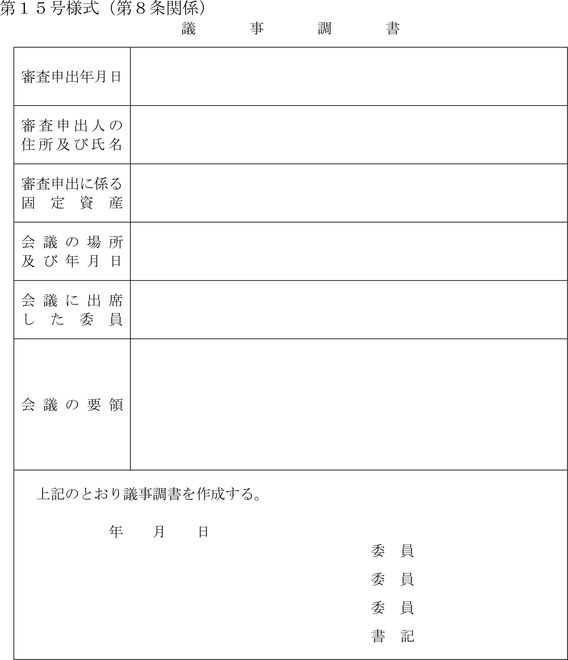 第１５号様式（第８条関係）
議事調書
審査申出年月日
審査申出人の
住所及び氏名
審査申出に係る
固定資産
会議の場所
及び年月日
会議に出席
した委員
会議の要領
上記のとおり議事調書を作成する。
年　月　日
委員
委員
委員
書記